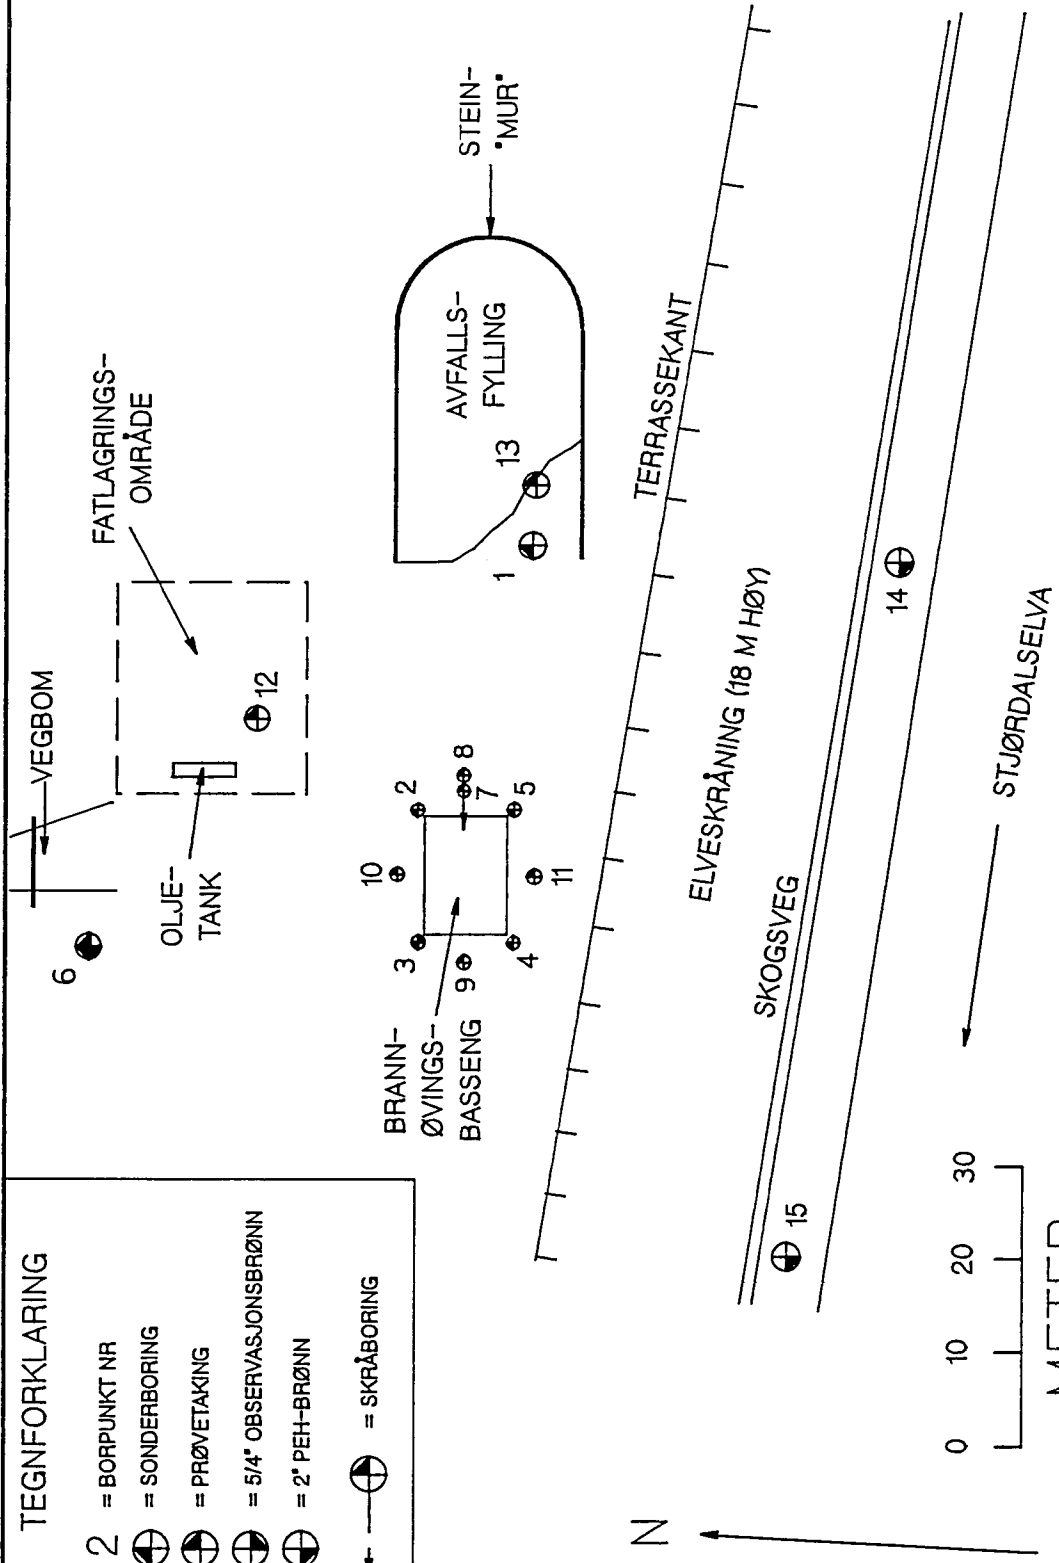 TEGNFORKLARING
2 = BORPUNKT NR
= SONDERBORING
= PRØVETAKING
= 5/4" OBSERVASJONSBRØNN
= 2" PEH-BRØNN
= SKRÅBORING
VEGBOM
6
OLJE-
TANK
FATLAGRINGS-
OMRÅDE
12
BRANN-
ØVINGS-
BASSENG
3
10
2
9
7
8
4
11
5
AVFALLS-
FYLLING
1
13
STEIN-
"MUR"
TERRASSEKANT
ELVESKRÅNING (18 M HØY)
SKOGSVEG
15
14
STJØRDALSELVA
N
0
10
20
30
METER